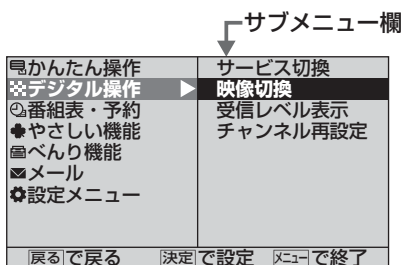 サブメニュー欄
かんたん操作 サービス切換
デジタル操作 映像切換
番組表・予約 受信レベル表示
やさしい機能 チャンネル再設定
べんり機能
メール
設定メニュー
戻るで戻る 決定で設定 メニューで終了